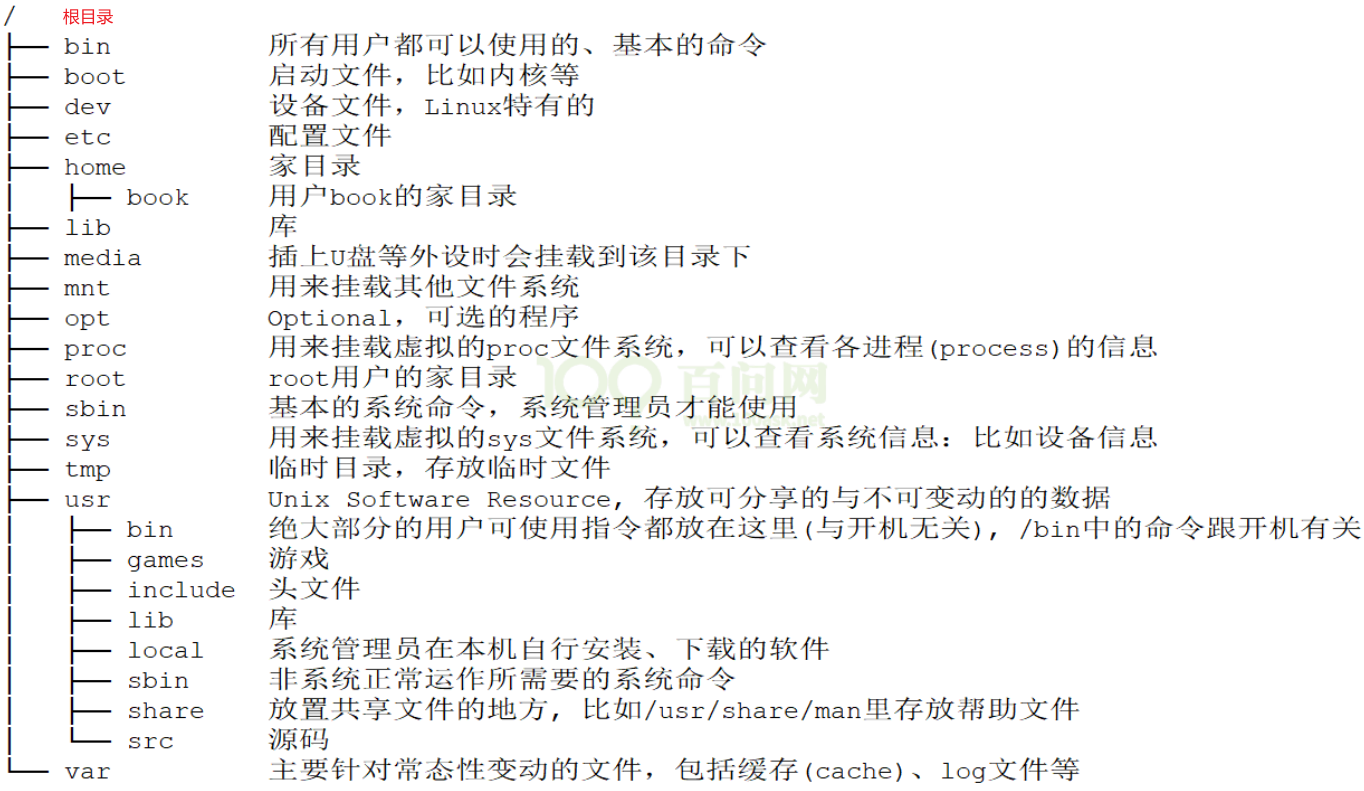 / 根目录
├── bin 所有用户都可以使用的、基本的命令
├── boot 启动文件，比如内核等
├── dev 设备文件，Linux特有的
├── etc 配置文件
├── home 家目录
│   ├── book 用户book的家目录
├── lib 库
├── media 插上U盘等外设时会挂载到该目录下
├── mnt 用来挂载其他文件系统
├── opt Optional，可选的程序
├── proc 用来挂载虚拟的proc文件系统，可以查看各进程(process)的信息
├── root root用户的家目录
├── sbin 基本的系统命令，系统管理员才能使用
├── sys 用来挂载虚拟的sys文件系统，可以查看系统信息：比如设备信息
├── tmp 临时目录，存放临时文件
├── usr Unix Software Resource, 存放可分享的与不可变动的的数据
│   ├── bin 绝大部分的用户可使用指令都放在这里(与开机无关), /bin中的命令跟开机有关
│   ├── games 游戏
│   ├── include 头文件
│   ├── lib 库
│   ├── local 系统管理员在本机自行安装、下载的软件
│   ├── sbin 非系统正常运作所需要的系统命令
│   ├── share 放置共享文件的地方, 比如/usr/share/man里存放帮助文件
│   └── src 源码
└── var 主要针对常态性变动的文件，包括缓存(cache)、log文件等
100 百问网